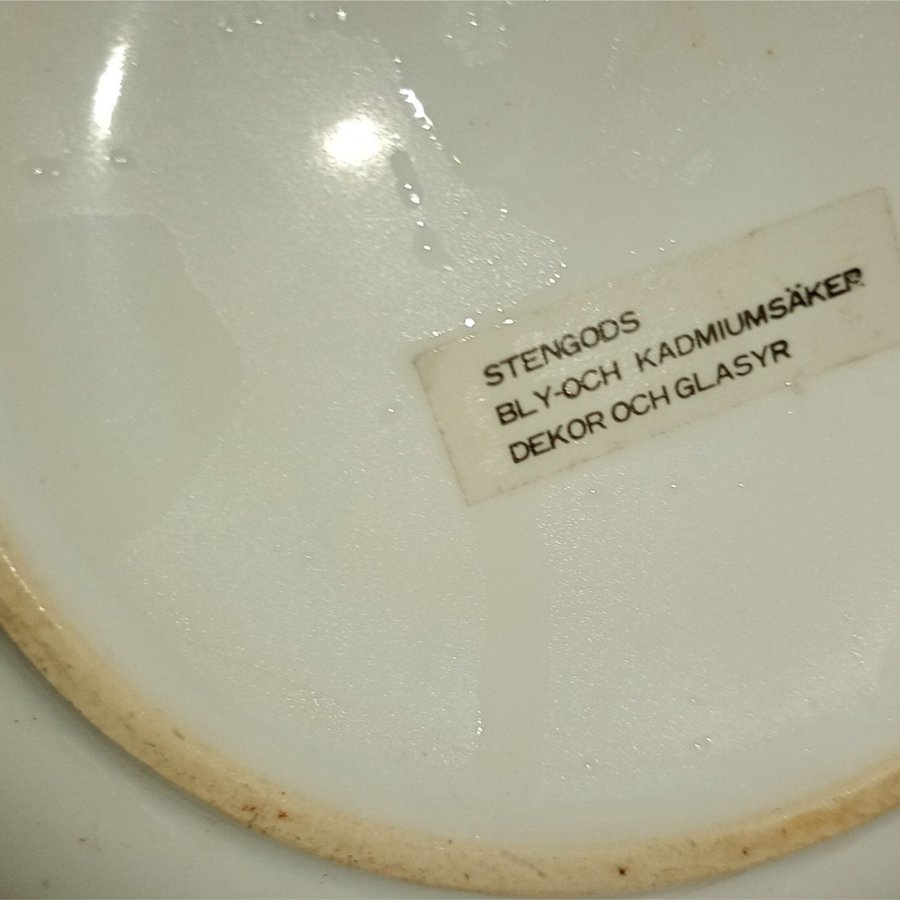 STENGODS
BLY-OCH KADMIUMSÄKER
DEKOR OCH GLASYR